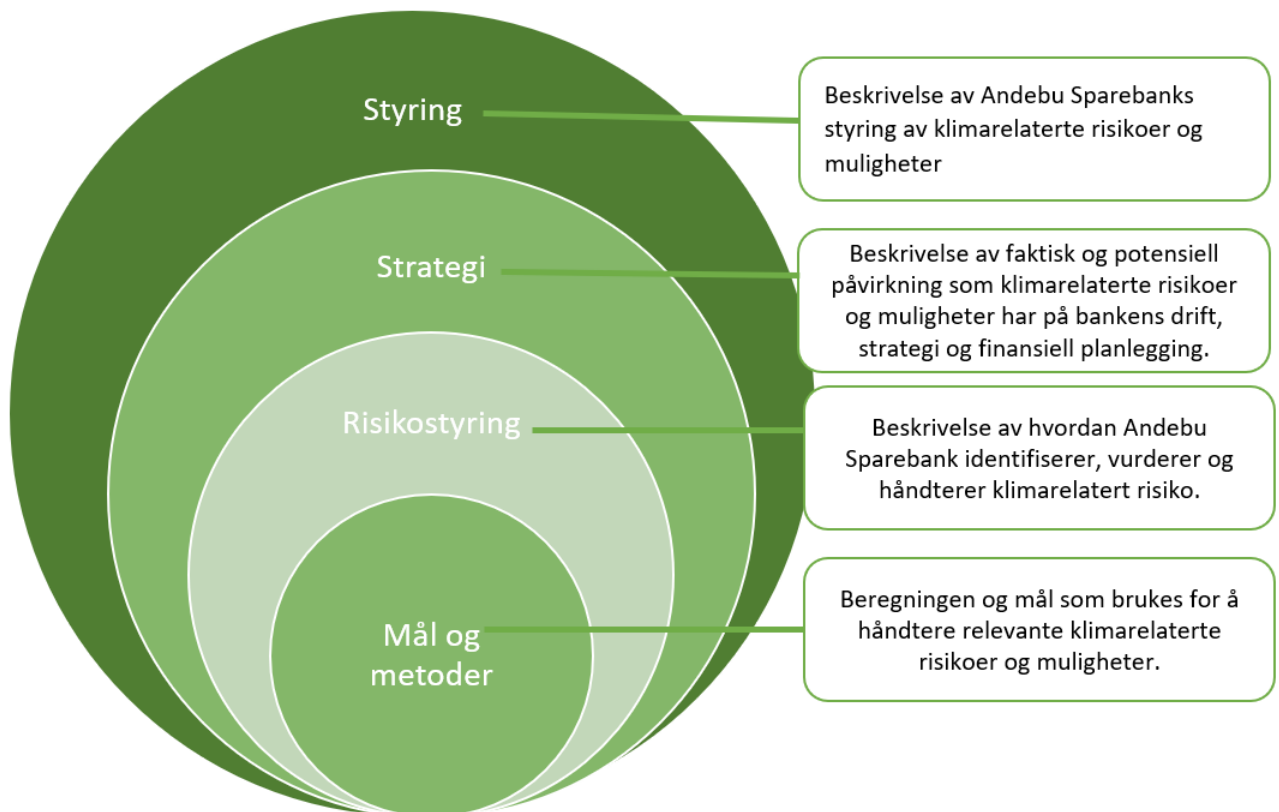 Styring
Beskrivelse av Andebu Sparebanks
styring av klimarelaterte risikoer og
muligheter
Strategi
Beskrivelse av faktisk og potensiell
påvirkning som klimarelaterte risikoer
og muligheter har på bankens drift,
strategi og finansiell planlegging.
Risikostyring
Beskrivelse av hvordan Andebu
Sparebank identifiserer, vurderer og
håndterer klimarelatert risiko.
Mål og
metoder
Beregningen og mål som brukes for å
håndtere relevante klimarelaterte
risikoer og muligheter.